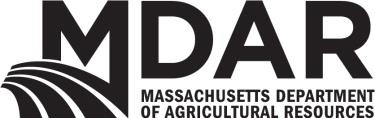 MDAR
MASSACHUSETTS DEPARTMENT
OF AGRICULTURAL RESOURCES